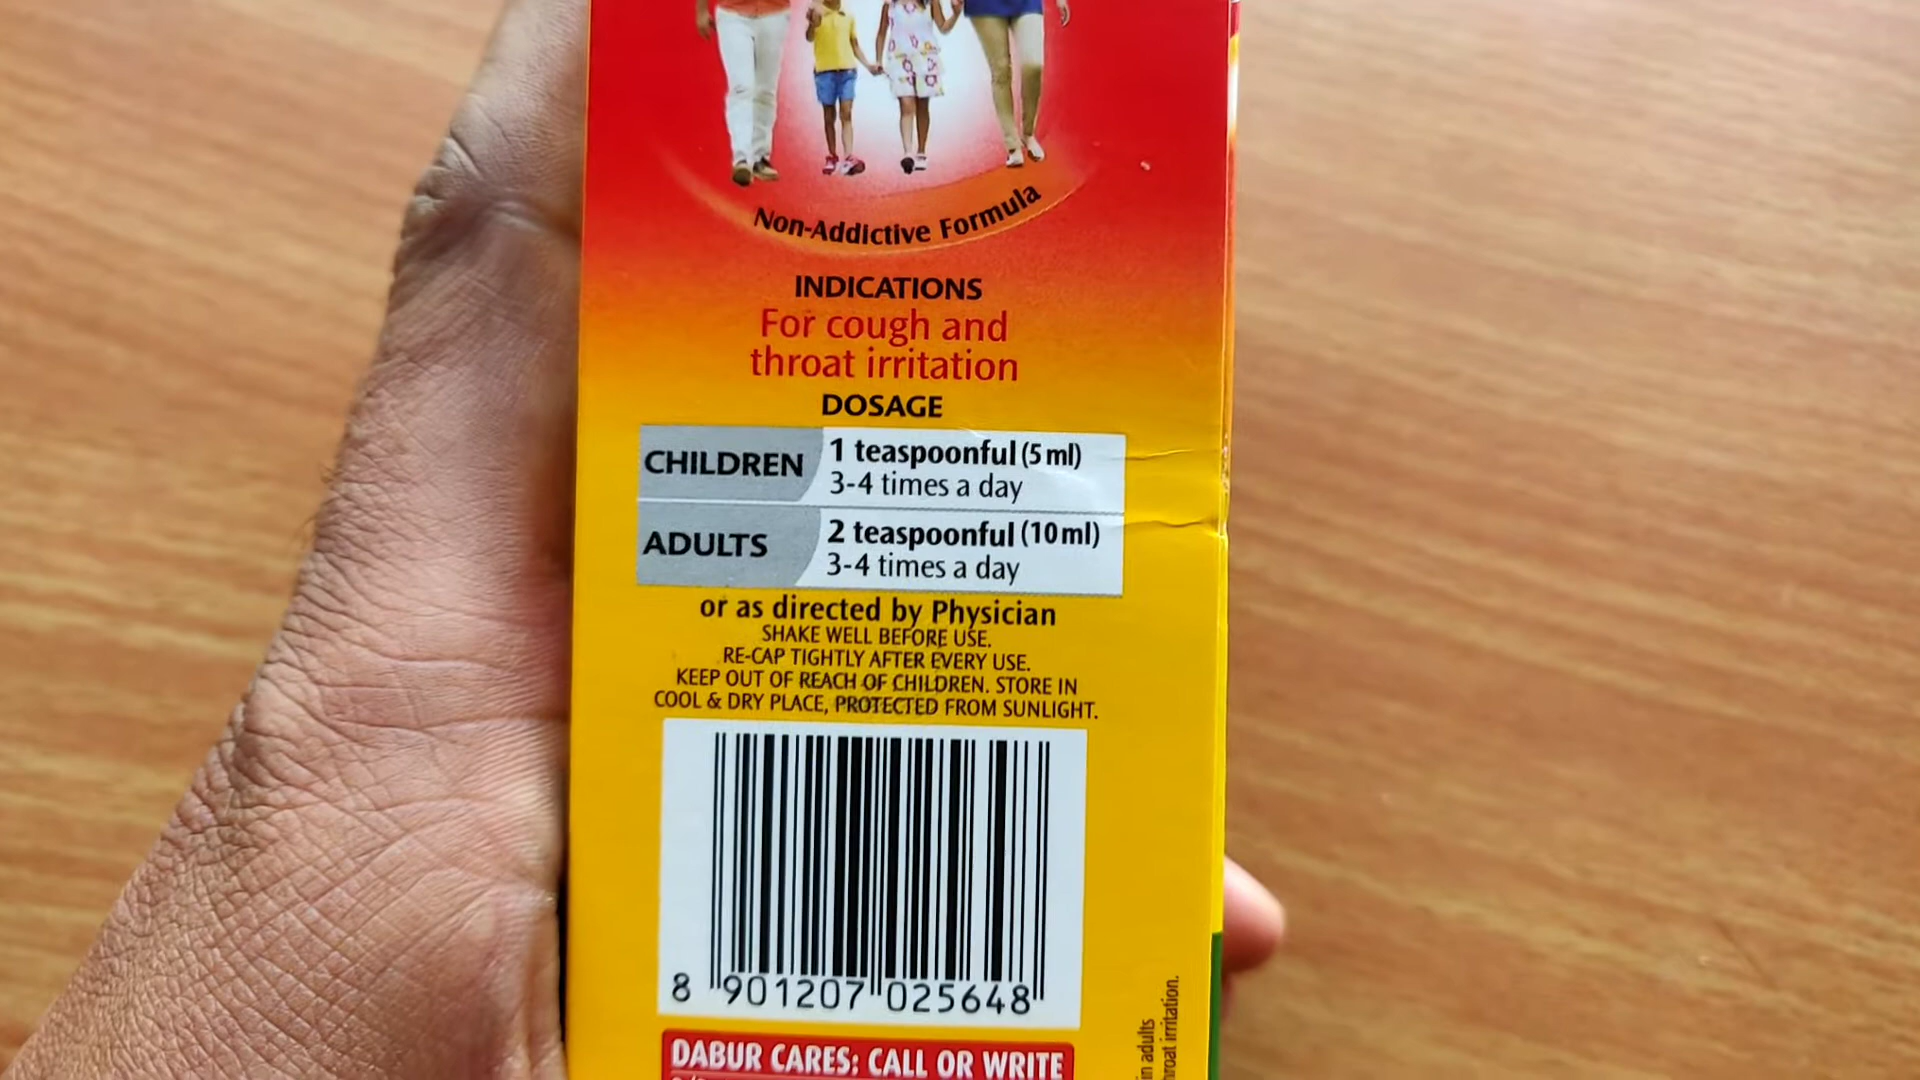 Non-Addictive Formula
INDICATIONS
For cough and
throat irritation
DOSAGE
CHILDREN 1 teaspoonful (5 ml)
3-4 times a day
ADULTS 2 teaspoonful (10 ml)
3-4 times a day
or as directed by Physician
SHAKE WELL BEFORE USE.
RE-CAP TIGHTLY AFTER EVERY USE.
KEEP OUT OF REACH OF CHILDREN. STORE IN
COOL & DRY PLACE, PROTECTED FROM SUNLIGHT.
8 901207 025648
DABUR CARES: CALL OR WRITE
in adults
throat irritation.